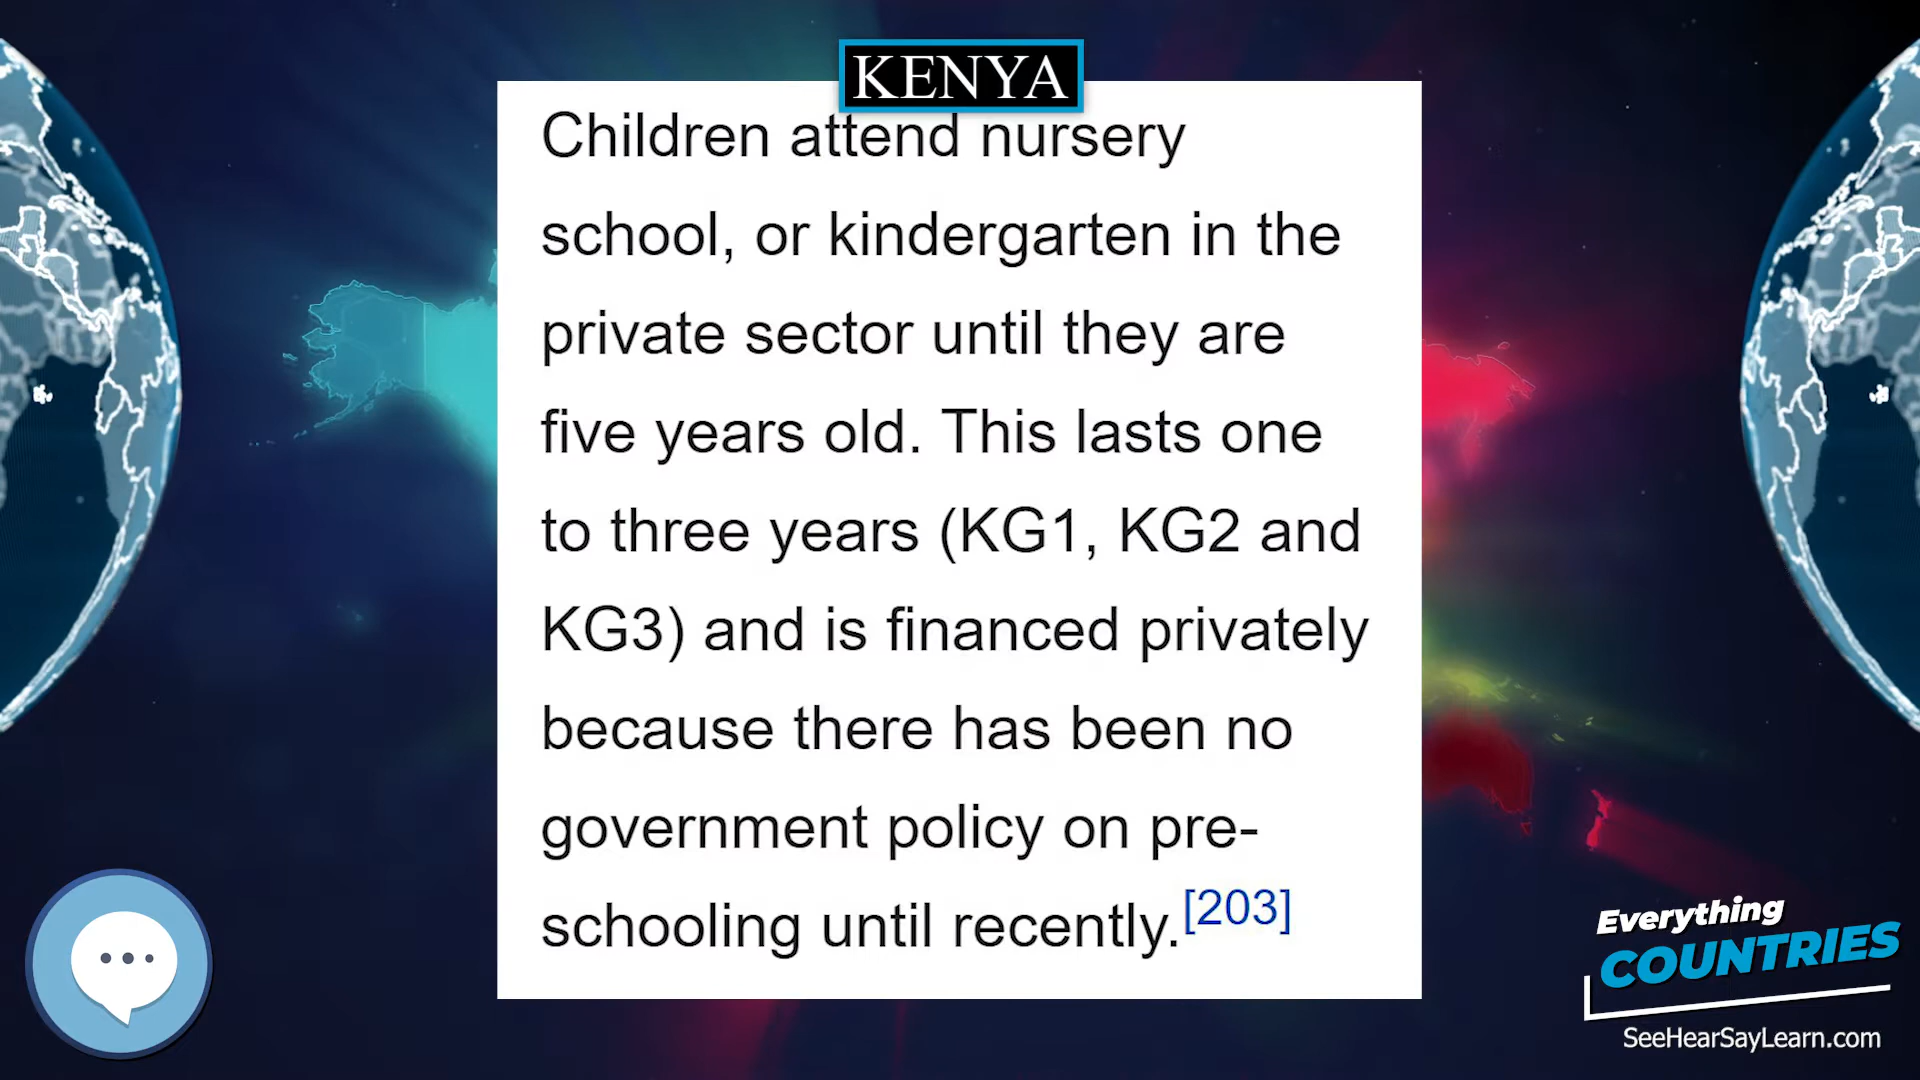 KENYA
Children attend nursery
school, or kindergarten in the
private sector until they are
five years old. This lasts one
to three years (KG1, KG2 and
KG3) and is financed privately
because there has been no
government policy on pre-
schooling until recently.[203]
Everything
COUNTRIES
SeeHearSayLearn.com